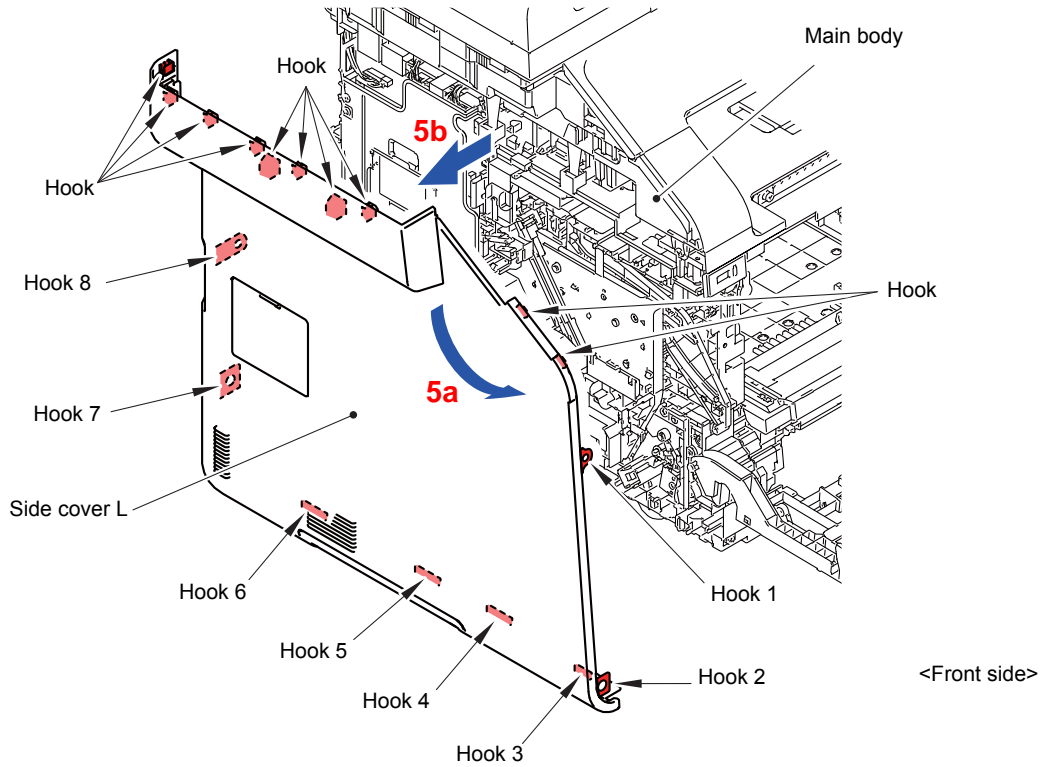 Main body
Hook
5b
Hook
Hook 8
Hook
5a
Hook 7
Side cover L
Hook 6
Hook 1
Hook 5
Hook 2
<Front side>
Hook 4
Hook 3